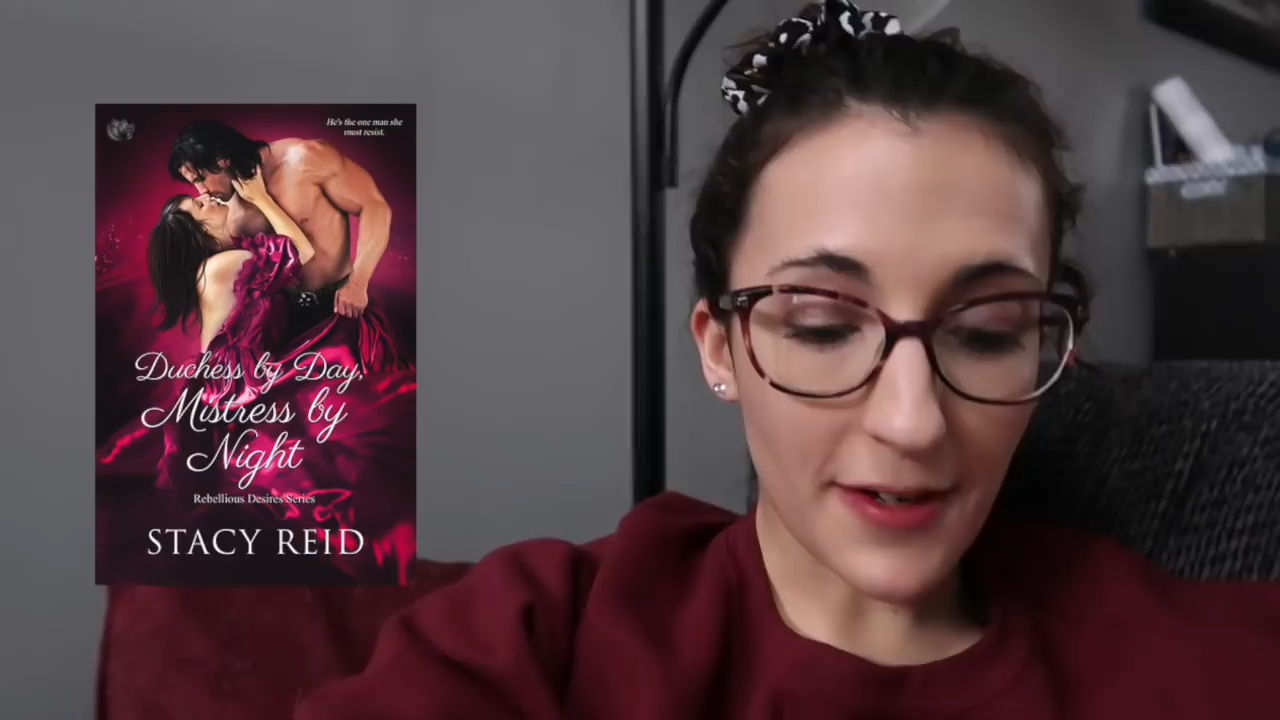 He's the one man she
must resist.
Duchess by Day,
Mistress by
Night
Rebellious Desires Series
STACY REID